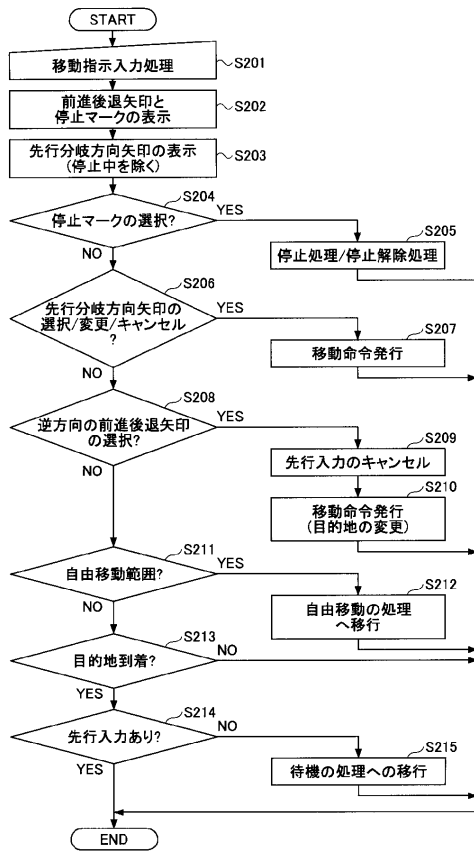 START
移動指示入力処理
S201
前進後退矢印と
停止マークの表示
S202
先行分岐方向矢印の表示
(停止中を除く)
S203
停止マークの選択?
S204
YES
NO
停止処理/停止解除処理
S205
先行分岐方向矢印の
選択/変更/キャンセル
?
S206
YES
NO
移動命令発行
S207
逆方向の前進後退矢印
の選択?
S208
YES
NO
先行入力のキャンセル
S209
移動命令発行
(目的地の変更)
S210
自由移動範囲?
S211
YES
NO
自由移動の処理
へ移行
S212
目的地到着?
S213
NO
YES
先行入力あり?
S214
NO
YES
待機の処理への移行
S215
END